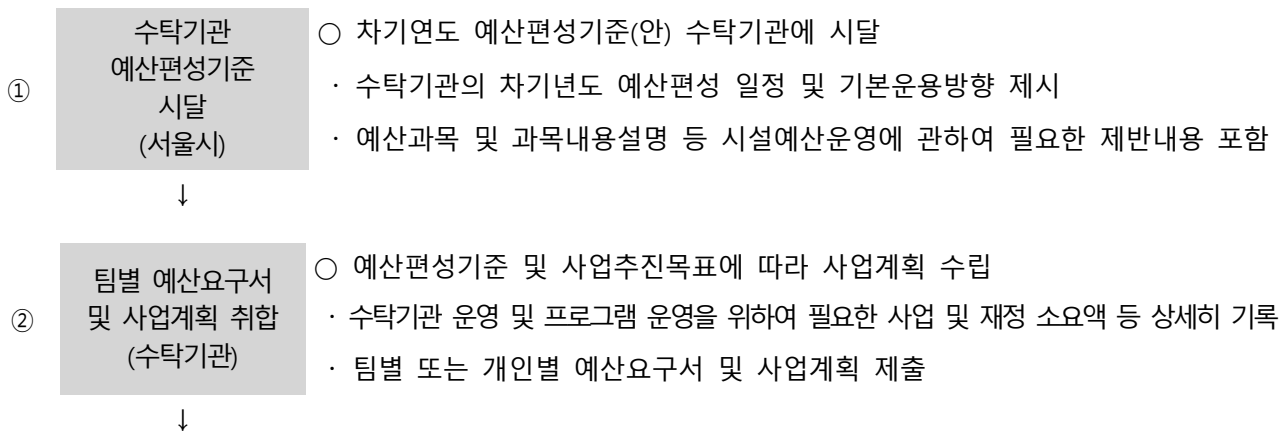 수탁기관
예산편성기준
시달
(서울시)
①
○ 차기연도 예산편성기준(안) 수탁기관에 시달
· 수탁기관의 차기년도 예산편성 일정 및 기본운용방향 제시
· 예산과목 및 과목내용설명 등 시설예산운영에 관하여 필요한 제반내용 포함
↓
팀별 예산요구서
및 사업계획 취합
(수탁기관)
②
○ 예산편성기준 및 사업추진목표에 따라 사업계획 수립
· 수탁기관 운영 및 프로그램 운영을 위하여 필요한 사업 및 재정 소요액 등 상세히 기록
· 팀별 또는 개인별 예산요구서 및 사업계획 제출
↓